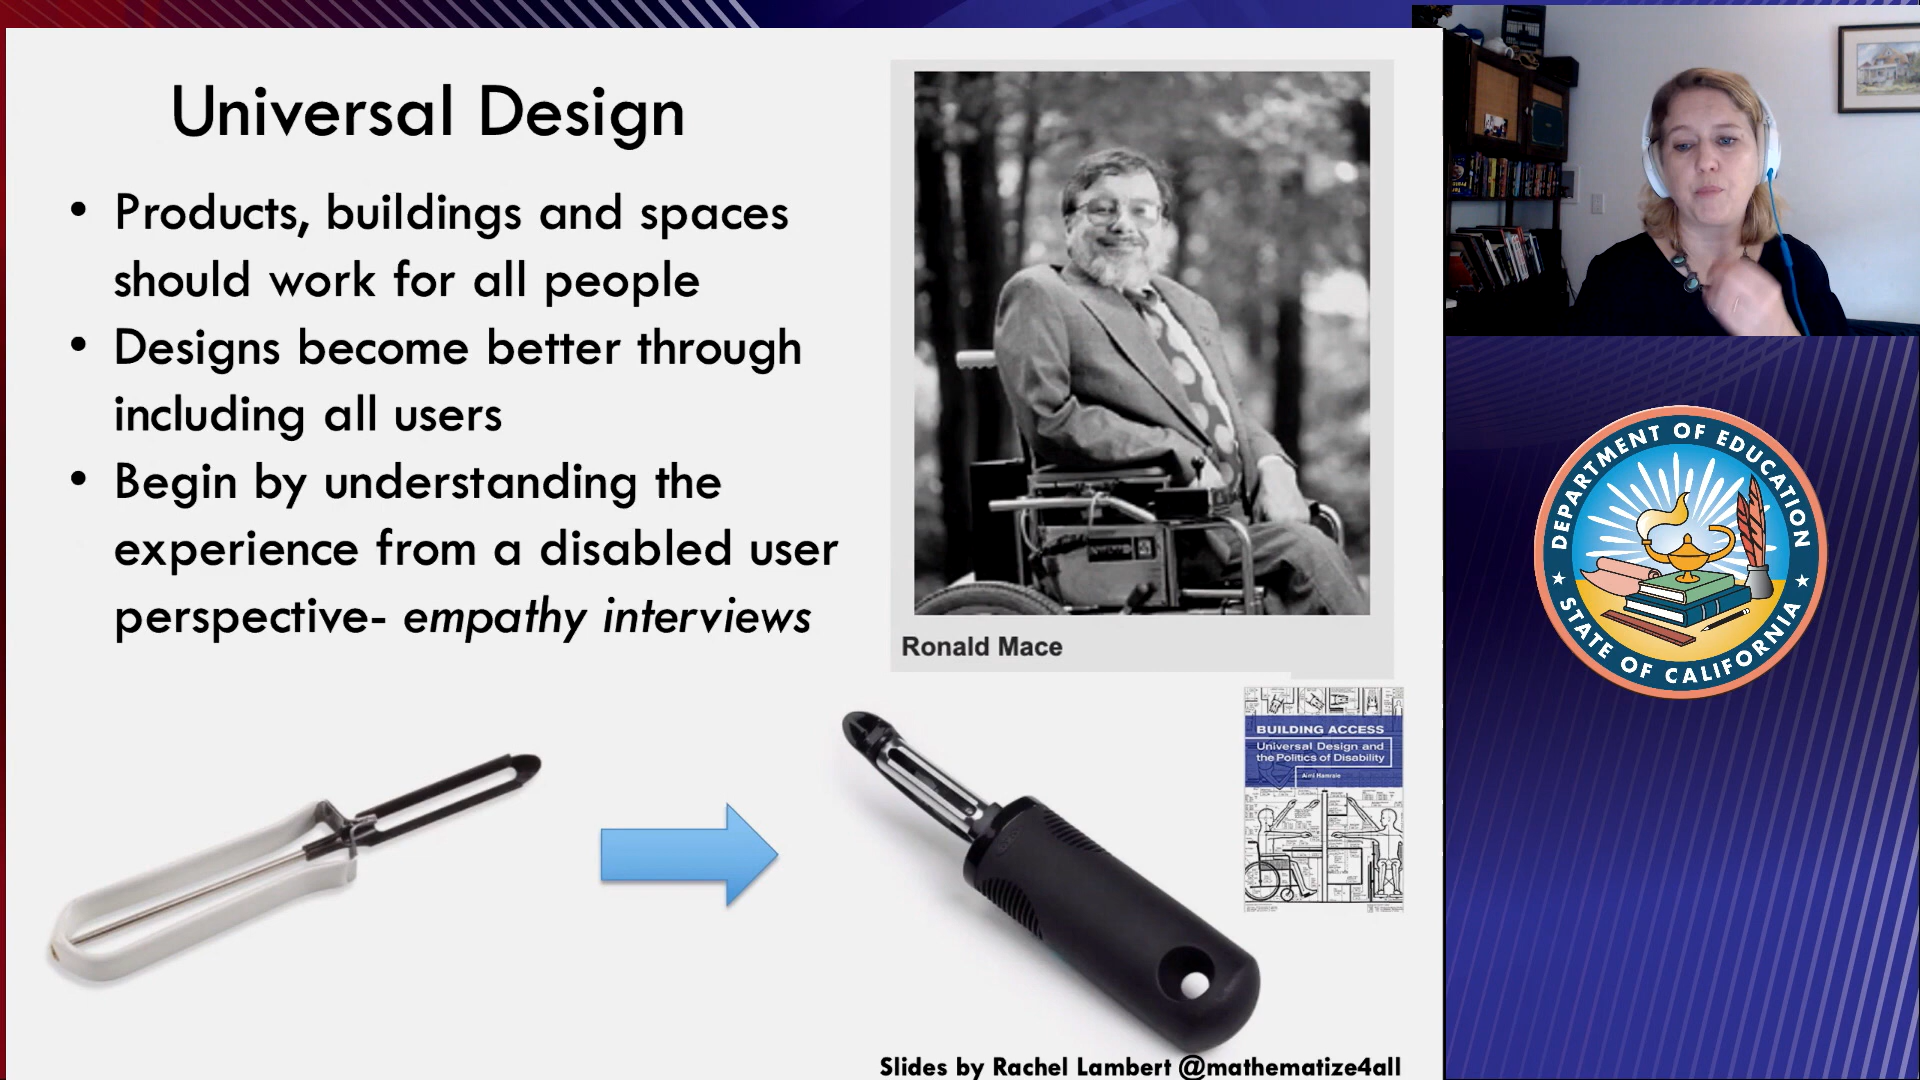 Universal Design
• Products, buildings and spaces
should work for all people
• Designs become better through
including all users
• Begin by understanding the
experience from a disabled user
perspective- empathy interviews
Ronald Mace
BUILDING ACCESS
Universal Design and
the Politics of Disability
Aimi Hamraie
Slides by Rachel Lambert @mathematize4all
DEPARTMENT OF EDUCATION
STATE OF CALIFORNIA